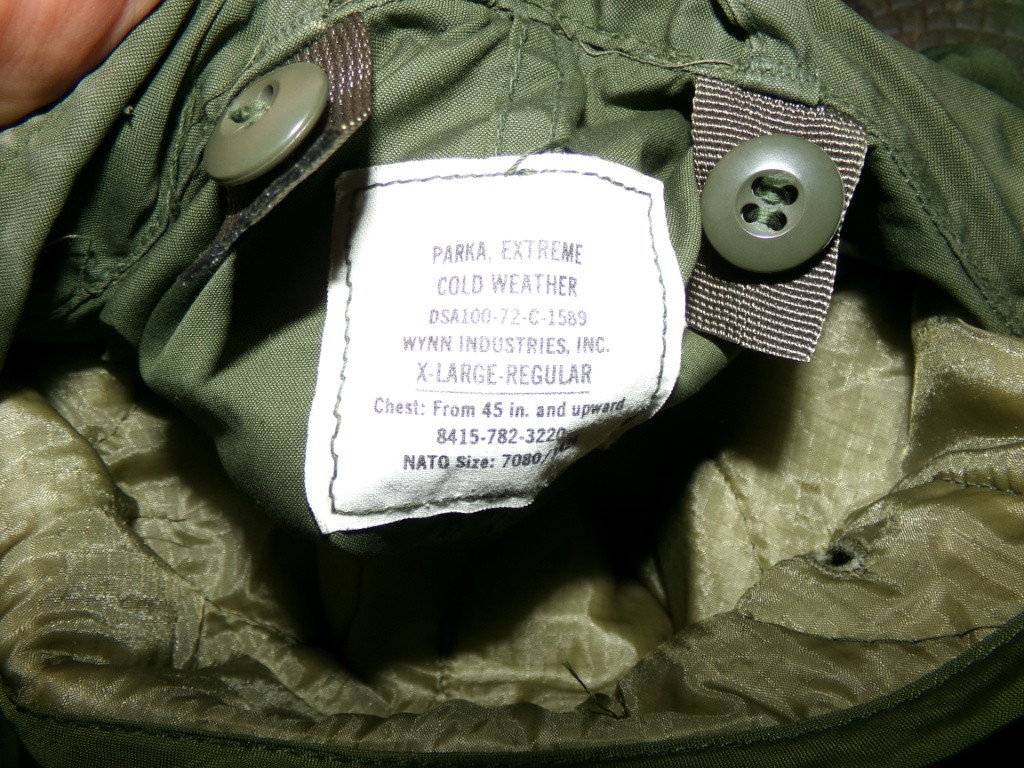 PARKA, EXTREME
COLD WEATHER
DSA100-72-C-1589
WYNN INDUSTRIES, INC.
X-LARGE-REGULAR
Chest: From 45 in. and upward
8415-782-3220
NATO Size: 7080/